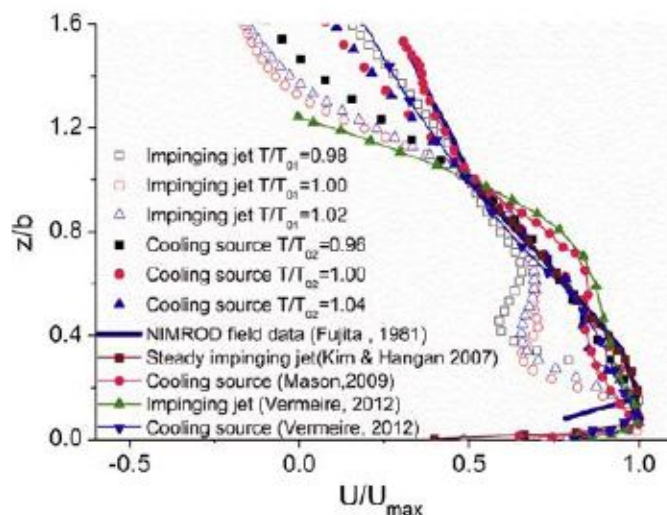 1.6
1.2
0.8
0.4
0.0
z/b
Impinging jet T/T01=0.98
Impinging jet T/T01=1.00
Impinging jet T/T01=1.02
Cooling source T/T02=0.96
Cooling source T/T02=1.00
Cooling source T/T02=1.04
NIMROD field data (Fujita , 1981)
Steady impinging jet(Kim & Hangan 2007)
Cooling source (Mason,2009)
Impinging jet (Vermeire, 2012)
Cooling source (Vermeire, 2012)
-0.5 0.0 0.5 1.0
U/Umax